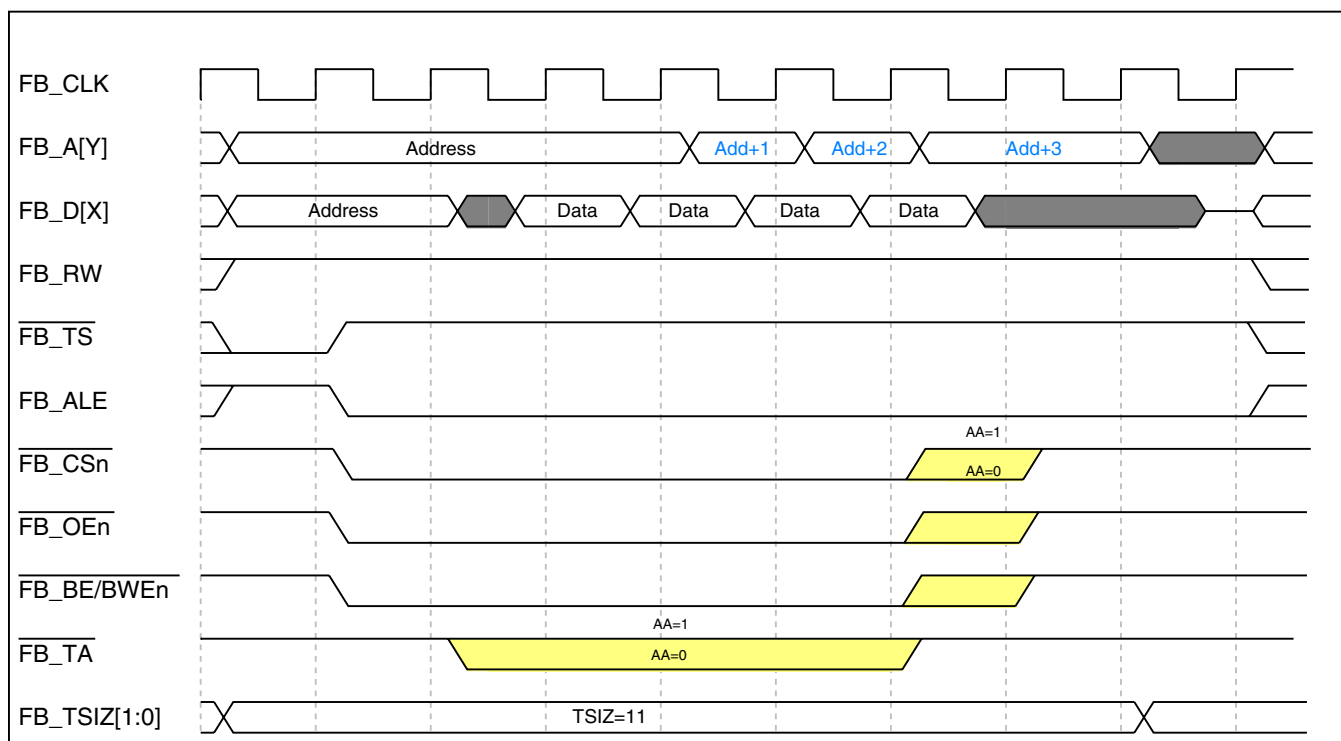 FB_CLK
FB_A[Y] Address Add+1 Add+2 Add+3
FB_D[X] Address Data Data Data Data
FB_RW
FB_TS
FB_ALE
AA=1
FB_CSn AA=0
FB_OEn
FB_BE/BWEn
AA=1
FB_TA AA=0
FB_TSIZ[1:0] TSIZ=11